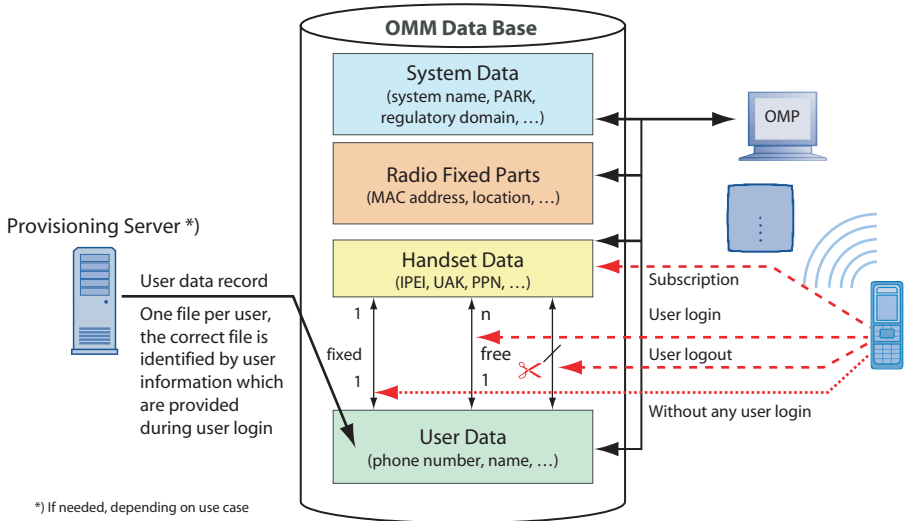 OMM Data Base
System Data
(system name, PARK,
regulatory domain, …)
OMP
Radio Fixed Parts
(MAC address, location, …)
Provisioning Server *)
Handset Data
(IPEI, UAK, PPN, …)
User data record
Subscription
One file per user,
the correct file is
identified by user
information which
are provided
during user login
1
n
User login
fixed
free
User logout
1
1
Without any user login
User Data
(phone number, name, …)
*) If needed, depending on use case